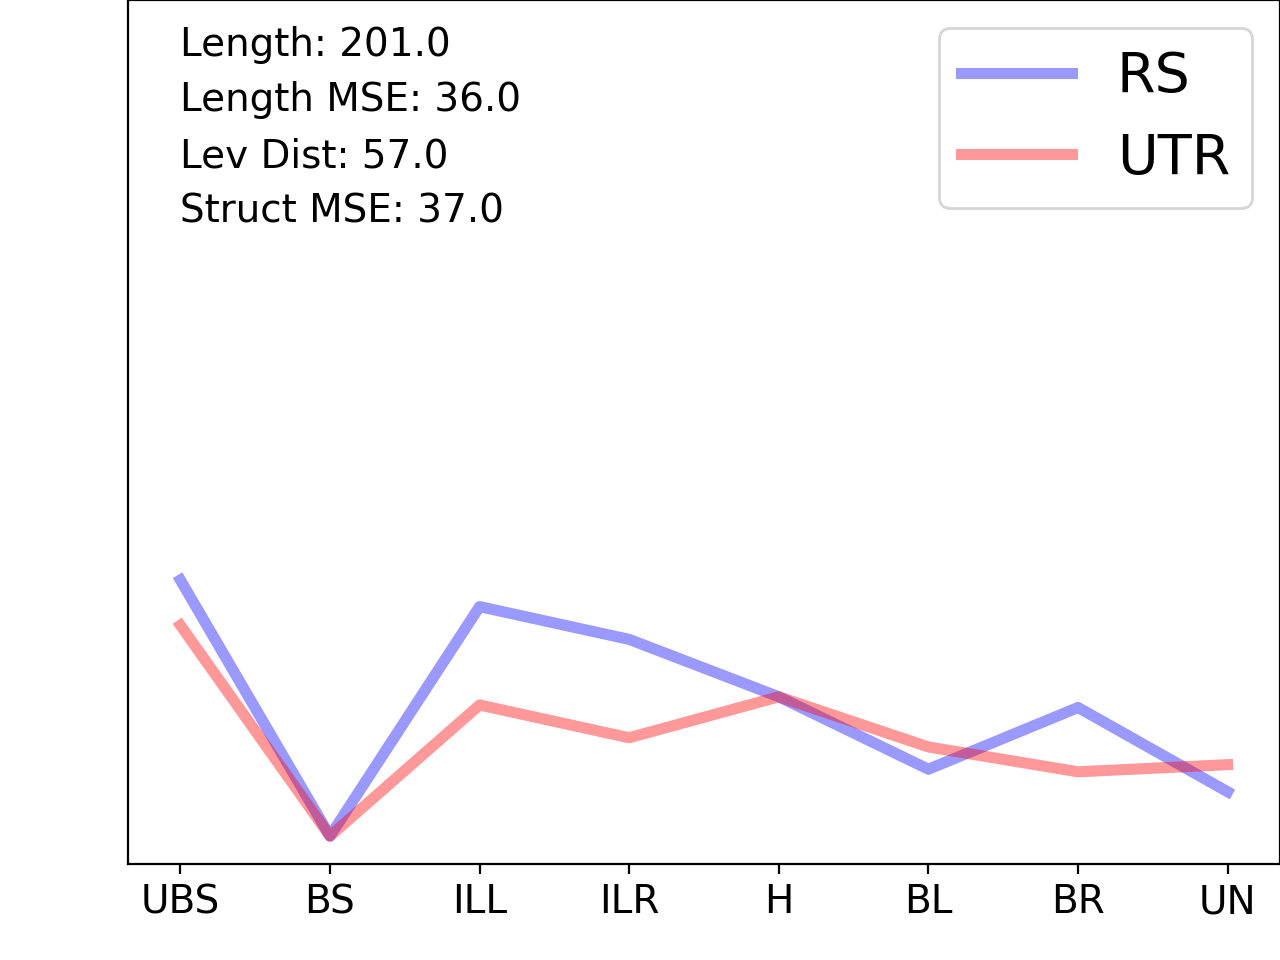 Length: 201.0
Length MSE: 36.0
Lev Dist: 57.0
Struct MSE: 37.0
RS
UTR
UBS BS ILL ILR H BL BR UN